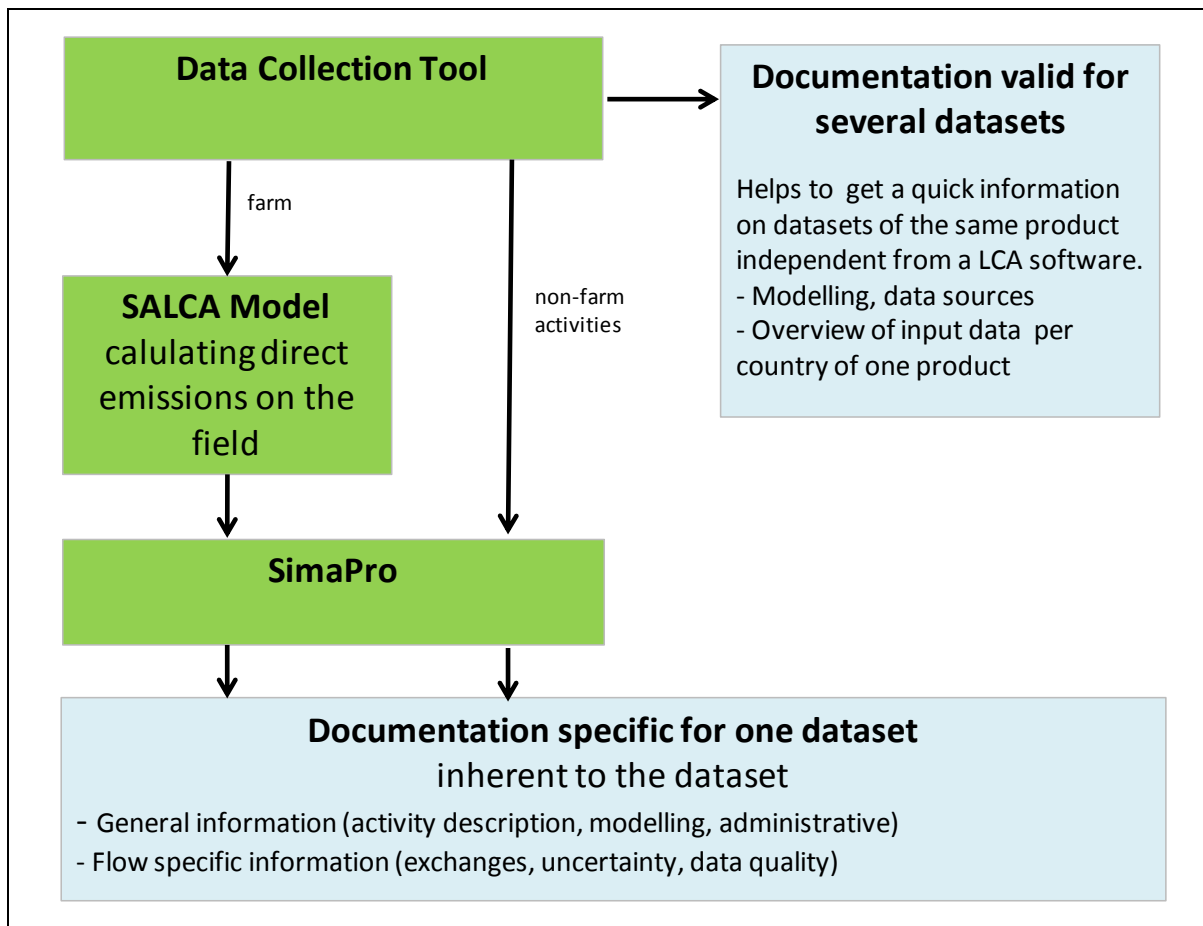 Data Collection Tool
Documentation valid for
several datasets
Helps to get a quick information
on datasets of the same product
independent from a LCA software.
- Modelling, data sources
- Overview of input data per
country of one product
farm
non-farm
activities
SALCA Model
calulating direct
emissions on the
field
SimaPro
Documentation specific for one dataset
inherent to the dataset
- General information (activity description, modelling, administrative)
- Flow specific information (exchanges, uncertainty, data quality)